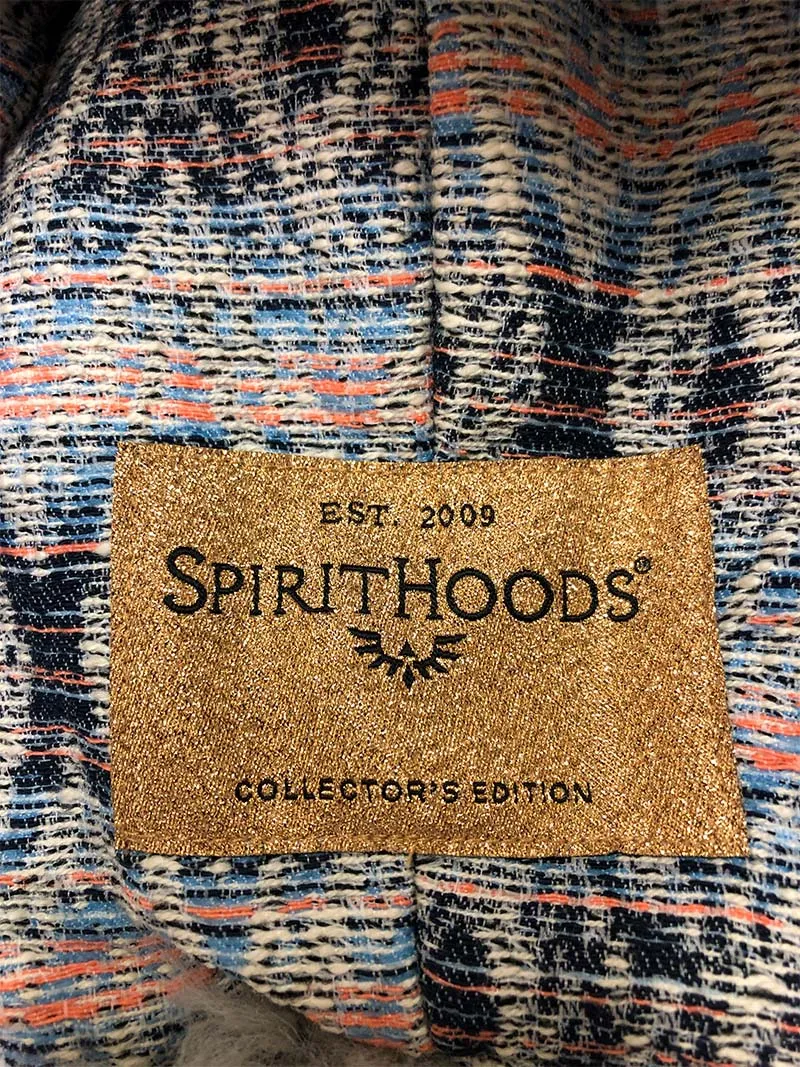 EST. 2009
SPIRITHOODS®
COLLECTOR'S EDITION